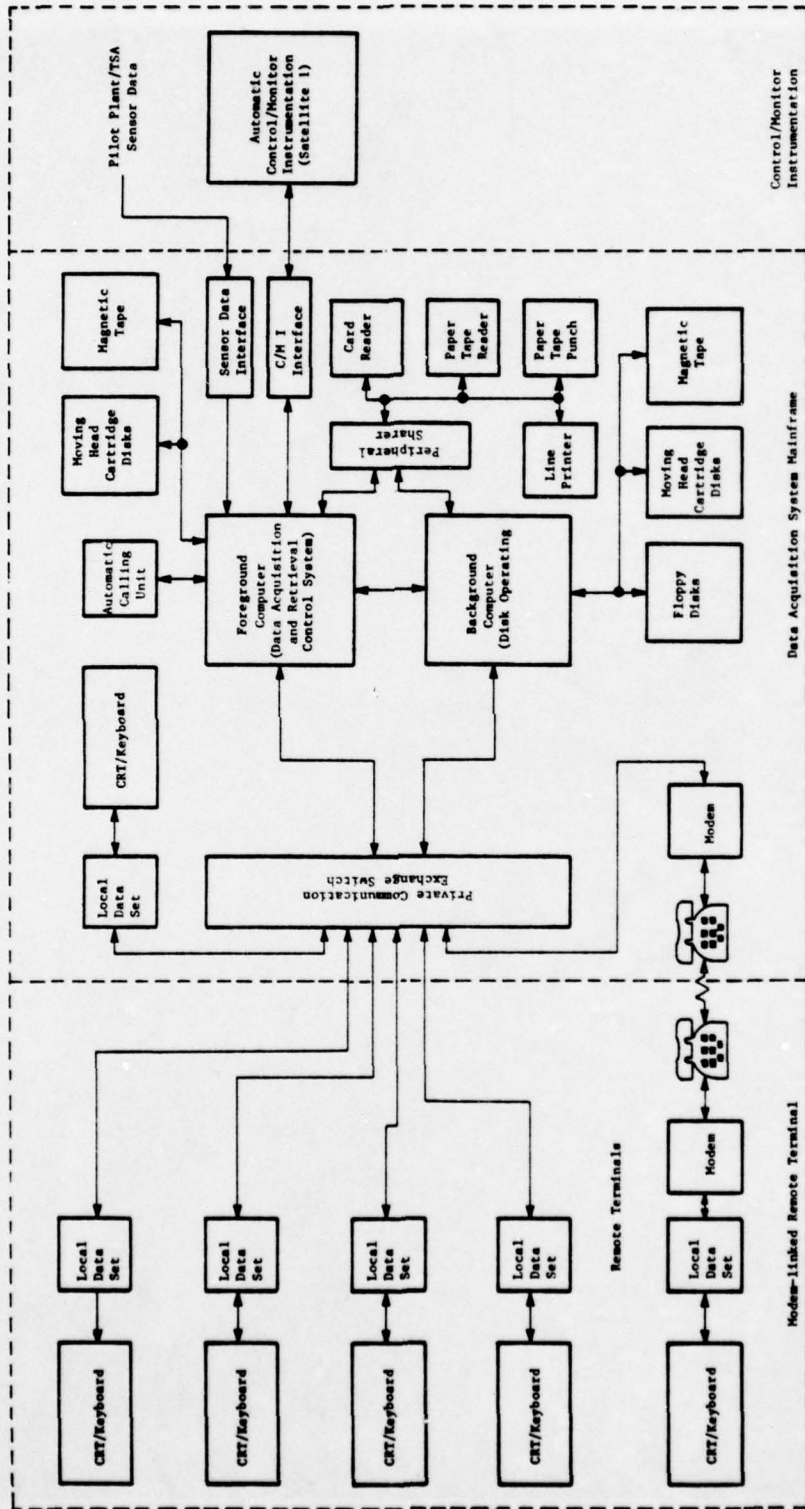 Pilot Plant/TSA
Sensor Data
Automatic
Control/Monitor
Instrumentation
(Satellite 1)
Control/Monitor
Instrumentation
Magnetic
Tape
Moving
Head
Cartridge
Disks
Automatic
Calling
Unit
CRT/Keyboard
Local
Data
Set
Sensor Data
Interface
C/M I
Interface
Card
Reader
Paper
Tape
Reader
Paper
Tape
Punch
Peripheral
Sharer
Line
Printer
Foreground
Computer
(Data Acquisition
and Retrieval
Control System)
Background
Computer
(Disk Operating
Private Communication
Exchange Switch
Magnetic
Tape
Moving
Head
Cartridge
Disks
Floppy
Disks
Modem
Data Acquisition System Mainframe
Local
Data
Set
CRT/Keyboard
Local
Data
Set
CRT/Keyboard
Local
Data
Set
CRT/Keyboard
Local
Data
Set
CRT/Keyboard
Remote Terminals
Modem
Local
Data
Set
CRT/Keyboard
Modem-linked Remote Terminal